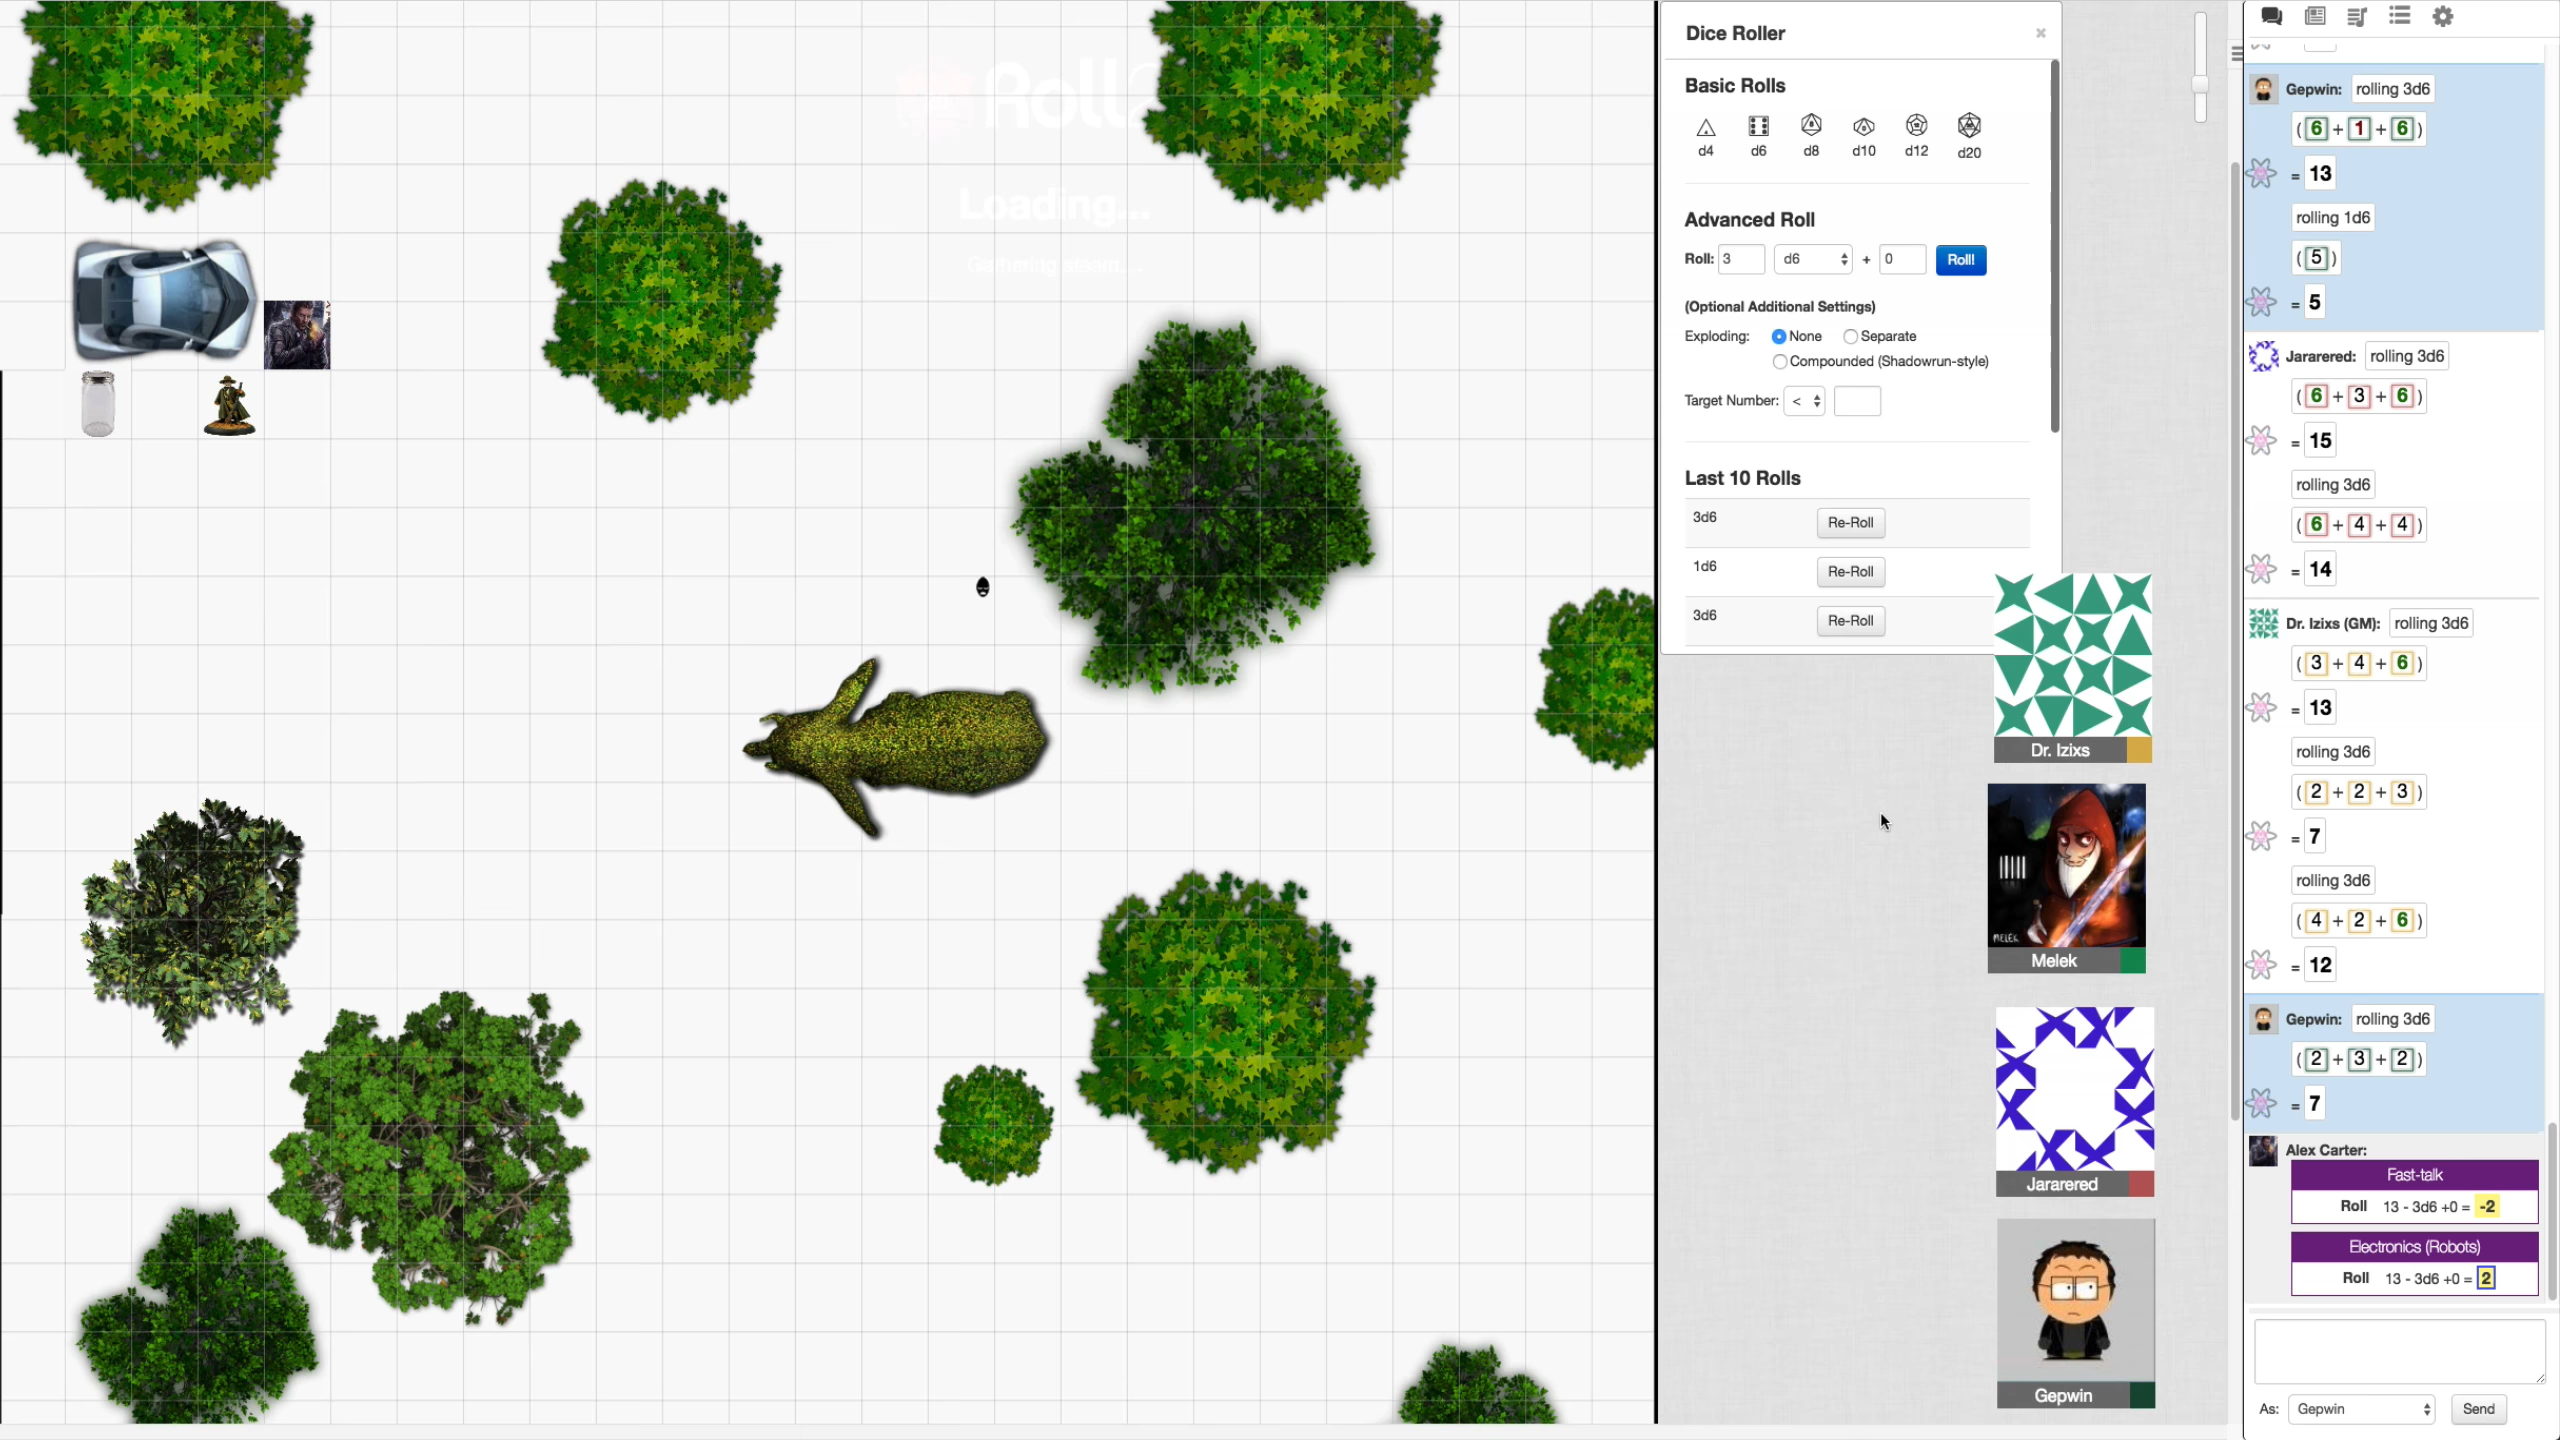 Roll2
Loading...
Gathering steam...
Dice Roller
×
Basic Rolls
d4
d6
d8
d10
d12
d20
Advanced Roll
Roll: 3 d6 + 0 Roll!
(Optional Additional Settings)
Exploding: None Separate
Compounded (Shadowrun-style)
Target Number: <
Last 10 Rolls
3d6 Re-Roll
1d6 Re-Roll
3d6 Re-Roll
Dr. Izixs
MELEK
Melek
Jararered
Gepwin
Gepwin: rolling 3d6
(6+1+6)
= 13
rolling 1d6
(5)
= 5
Jararered: rolling 3d6
(6+3+6)
= 15
rolling 3d6
(6+4+4)
= 14
Dr. Izixs (GM): rolling 3d6
(3+4+6)
= 13
rolling 3d6
(2+2+3)
= 7
rolling 3d6
(4+2+6)
= 12
Gepwin: rolling 3d6
(2+3+2)
= 7
Alex Carter:
Fast-talk
Roll 13 - 3d6 +0 = -2
Electronics (Robots)
Roll 13 - 3d6 +0 = 2
As: Gepwin Send